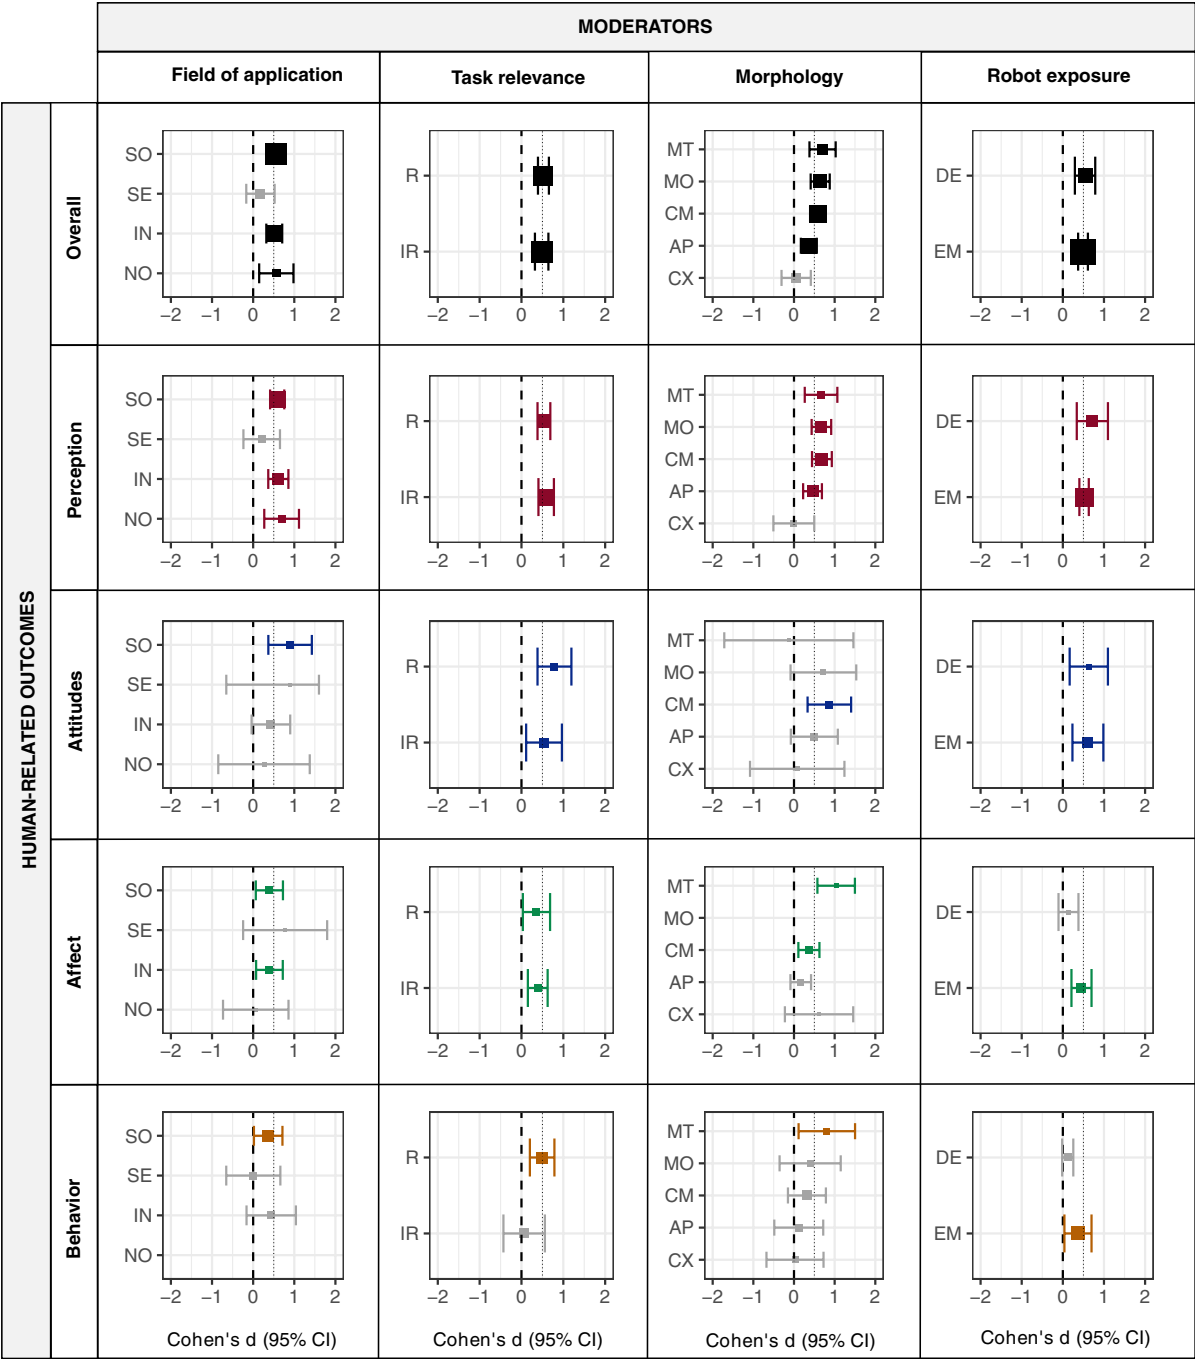 MODERATORS
Field of application Task relevance Morphology Robot exposure
HUMAN-RELATED OUTCOMES
Overall
SO
SE
IN
NO
−2 −1 0 1 2
R
IR
−2 −1 0 1 2
MT
MO
CM
AP
CX
−2 −1 0 1 2
DE
EM
−2 −1 0 1 2
Perception
SO
SE
IN
NO
−2 −1 0 1 2
R
IR
−2 −1 0 1 2
MT
MO
CM
AP
CX
−2 −1 0 1 2
DE
EM
−2 −1 0 1 2
Attitudes
SO
SE
IN
NO
−2 −1 0 1 2
R
IR
−2 −1 0 1 2
MT
MO
CM
AP
CX
−2 −1 0 1 2
DE
EM
−2 −1 0 1 2
Affect
SO
SE
IN
NO
−2 −1 0 1 2
R
IR
−2 −1 0 1 2
MT
MO
CM
AP
CX
−2 −1 0 1 2
DE
EM
−2 −1 0 1 2
Behavior
SO
SE
IN
NO
−2 −1 0 1 2
Cohen's d (95% CI)
R
IR
−2 −1 0 1 2
Cohen's d (95% CI)
MT
MO
CM
AP
CX
−2 −1 0 1 2
Cohen's d (95% CI)
DE
EM
−2 −1 0 1 2
Cohen's d (95% CI)